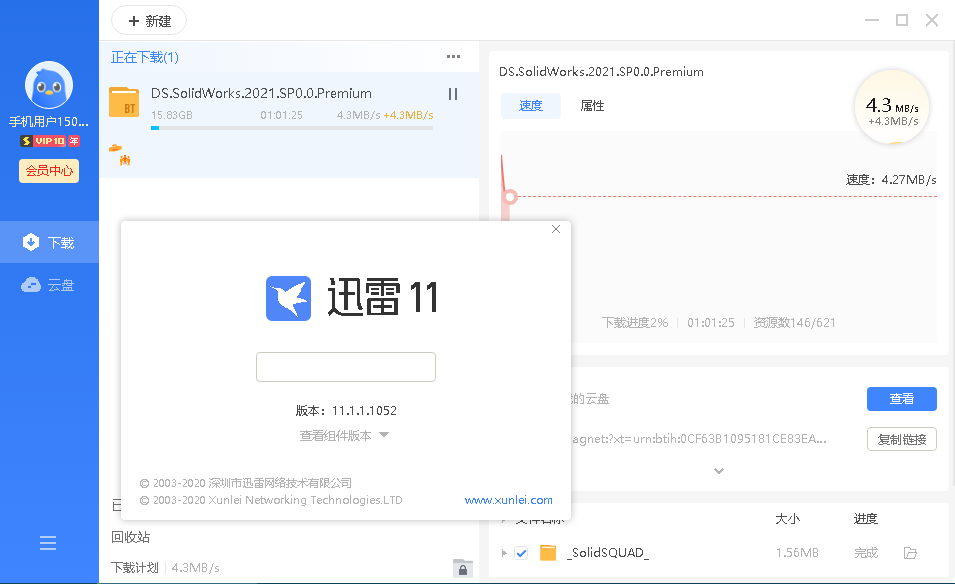 新建
手机用户150...
VIP10 年
会员中心
下载
云盘
正在下载(1)
DS.SolidWorks.2021.SP0.0.Premium
15.83GB 01:01:25 4.3MB/s +4.3MB/s
BT
回收站
下载计划 4.3MB/s
DS.SolidWorks.2021.SP0.0.Premium
速度 属性
4.3 MB/s
+4.3MB/s
速度：4.27MB/s
下载进度2% 01:01:25 资源数146/621
的云盘
查看
agnet:?xt=urn:btih:0CF63B1095181CE83EA...
复制链接
文件名称 大小 进度
_SolidSQUAD_ 1.56MB 完成
迅雷 11
版本：11.1.1.1052
查看组件版本
© 2003-2020 深圳市迅雷网络技术有限公司
© 2003-2020 Xunlei Networking Technologies.LTD
www.xunlei.com